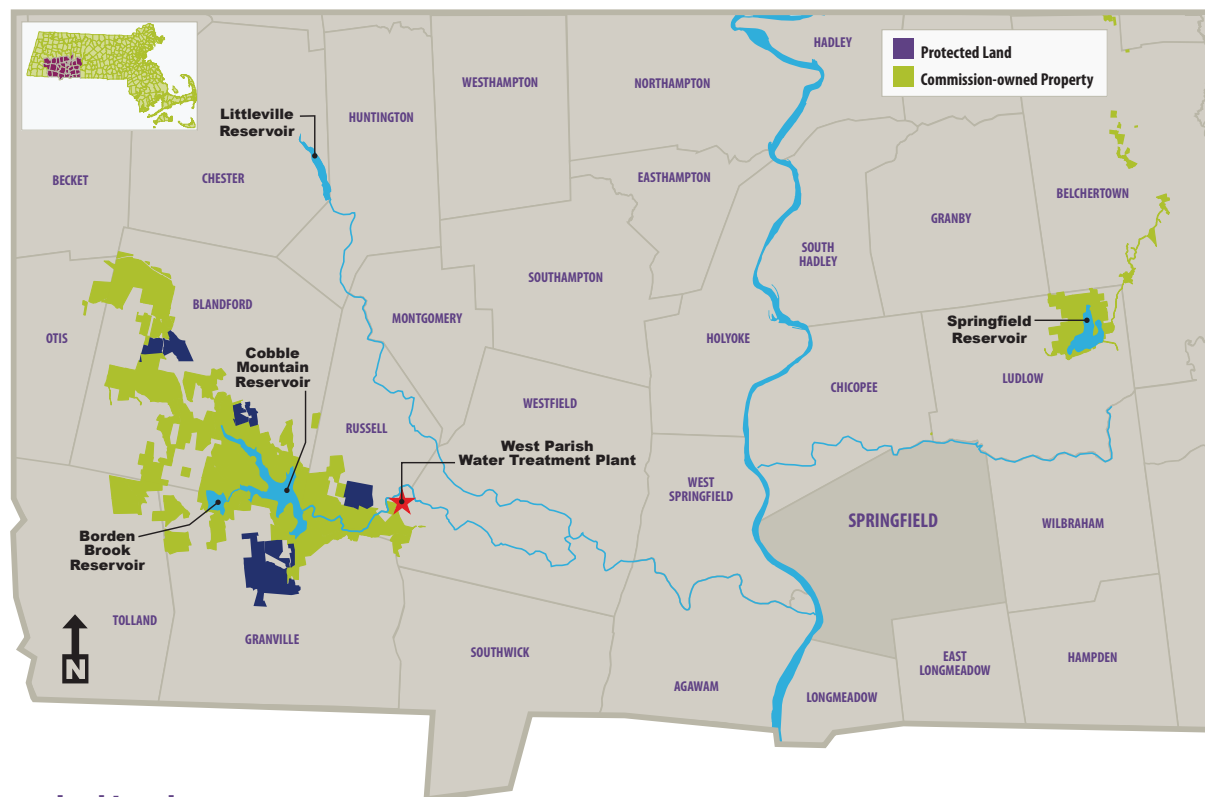 HADLEY
Protected Land
Commission-owned Property
WESTHAMPTON
NORTHAMPTON
HUNTINGTON
Littleville
Reservoir
BECKET
CHESTER
EASTHAMPTON
BELCHERTOWN
GRANBY
SOUTH
HADLEY
SOUTHAMPTON
BLANDFORD
MONTGOMERY
OTIS
HOLYOKE
Springfield
Reservoir
Cobble
Mountain
Reservoir
LUDLOW
CHICOPEE
WESTFIELD
RUSSELL
West Parish
Water Treatment Plant
WEST
SPRINGFIELD
SPRINGFIELD
WILBRAHAM
Borden
Brook
Reservoir
TOLLAND
GRANVILLE
N
SOUTHWICK
EAST
LONGMEADOW
HAMPDEN
AGAWAM
LONGMEADOW